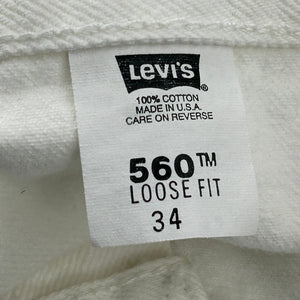 Levi's®
100% COTTON
MADE IN U.S.A.
CARE ON REVERSE
560™
LOOSE FIT
34